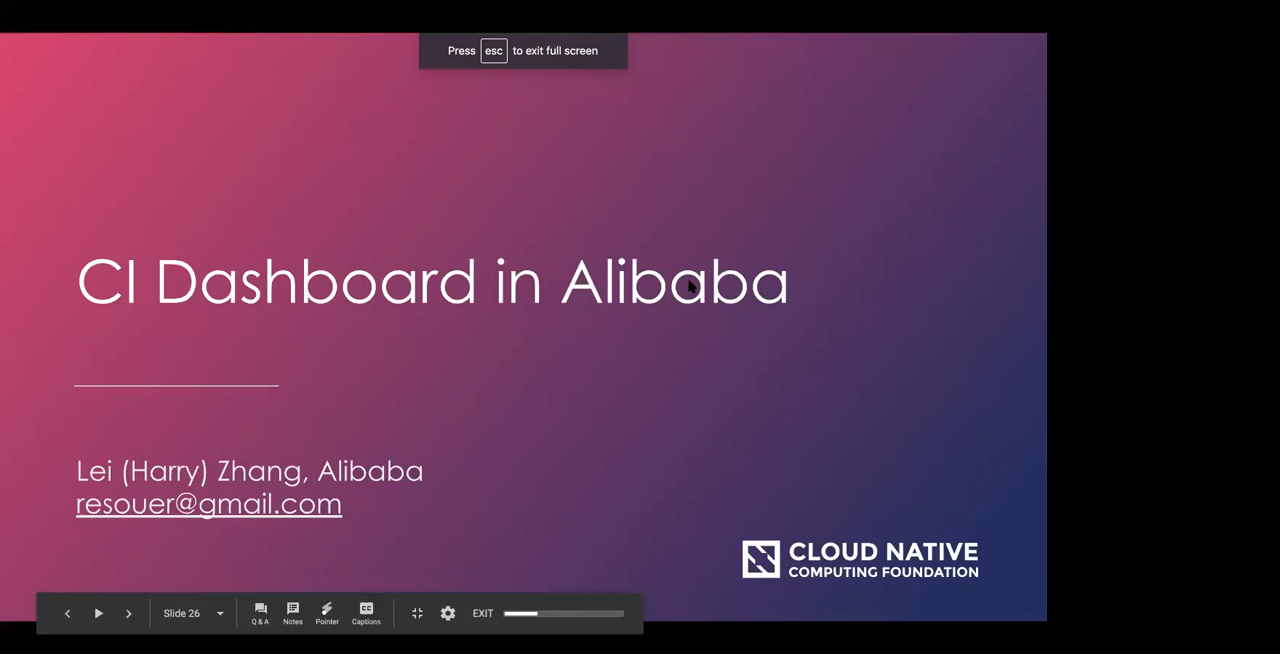 Press esc to exit full screen
CI Dashboard in Alibaba
Lei (Harry) Zhang, Alibaba
resouer@gmail.com
CLOUD NATIVE
COMPUTING FOUNDATION
Slide 26
Q & A
Notes
Pointer
CC
Captions
EXIT